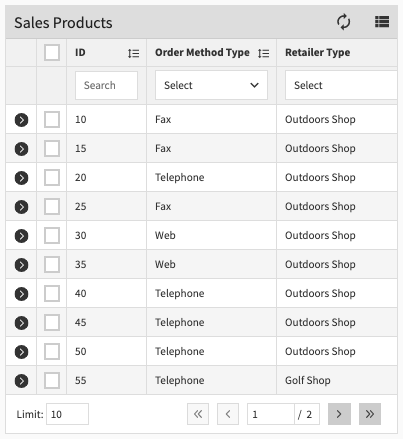 Sales Products
ID Order Method Type Retailer Type
Search Select Select
10 Fax Outdoors Shop
15 Fax Outdoors Shop
20 Telephone Outdoors Shop
25 Fax Outdoors Shop
30 Web Outdoors Shop
35 Web Outdoors Shop
40 Telephone Outdoors Shop
45 Telephone Outdoors Shop
50 Telephone Outdoors Shop
55 Telephone Golf Shop
Limit: 10 1 / 2